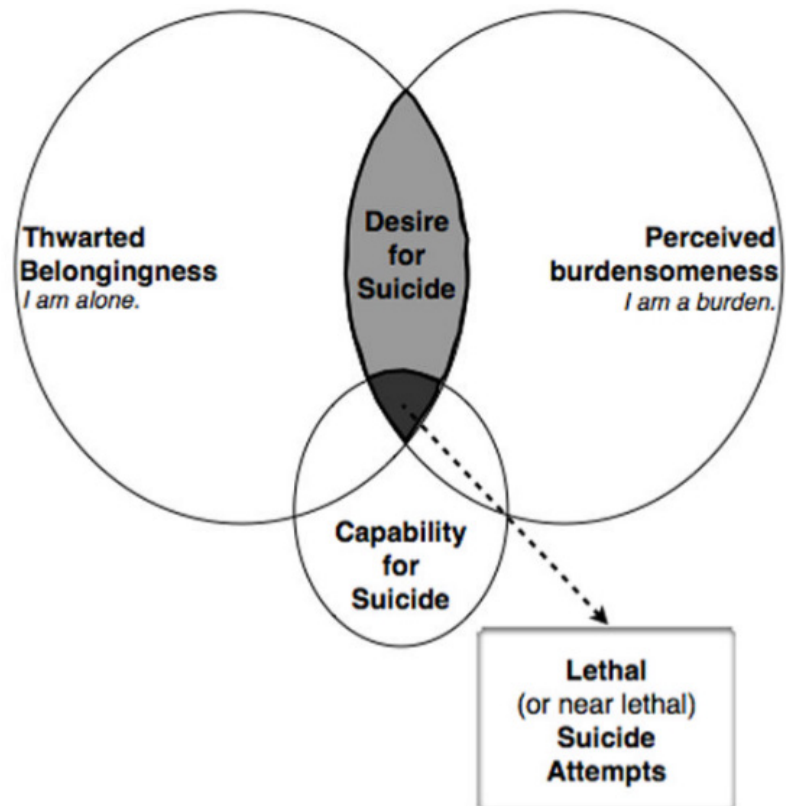 Desire
for
Suicide
Thwarted
Belongingness
I am alone.
Perceived
burdensomeness
I am a burden.
Capability
for
Suicide
Lethal
(or near lethal)
Suicide
Attempts